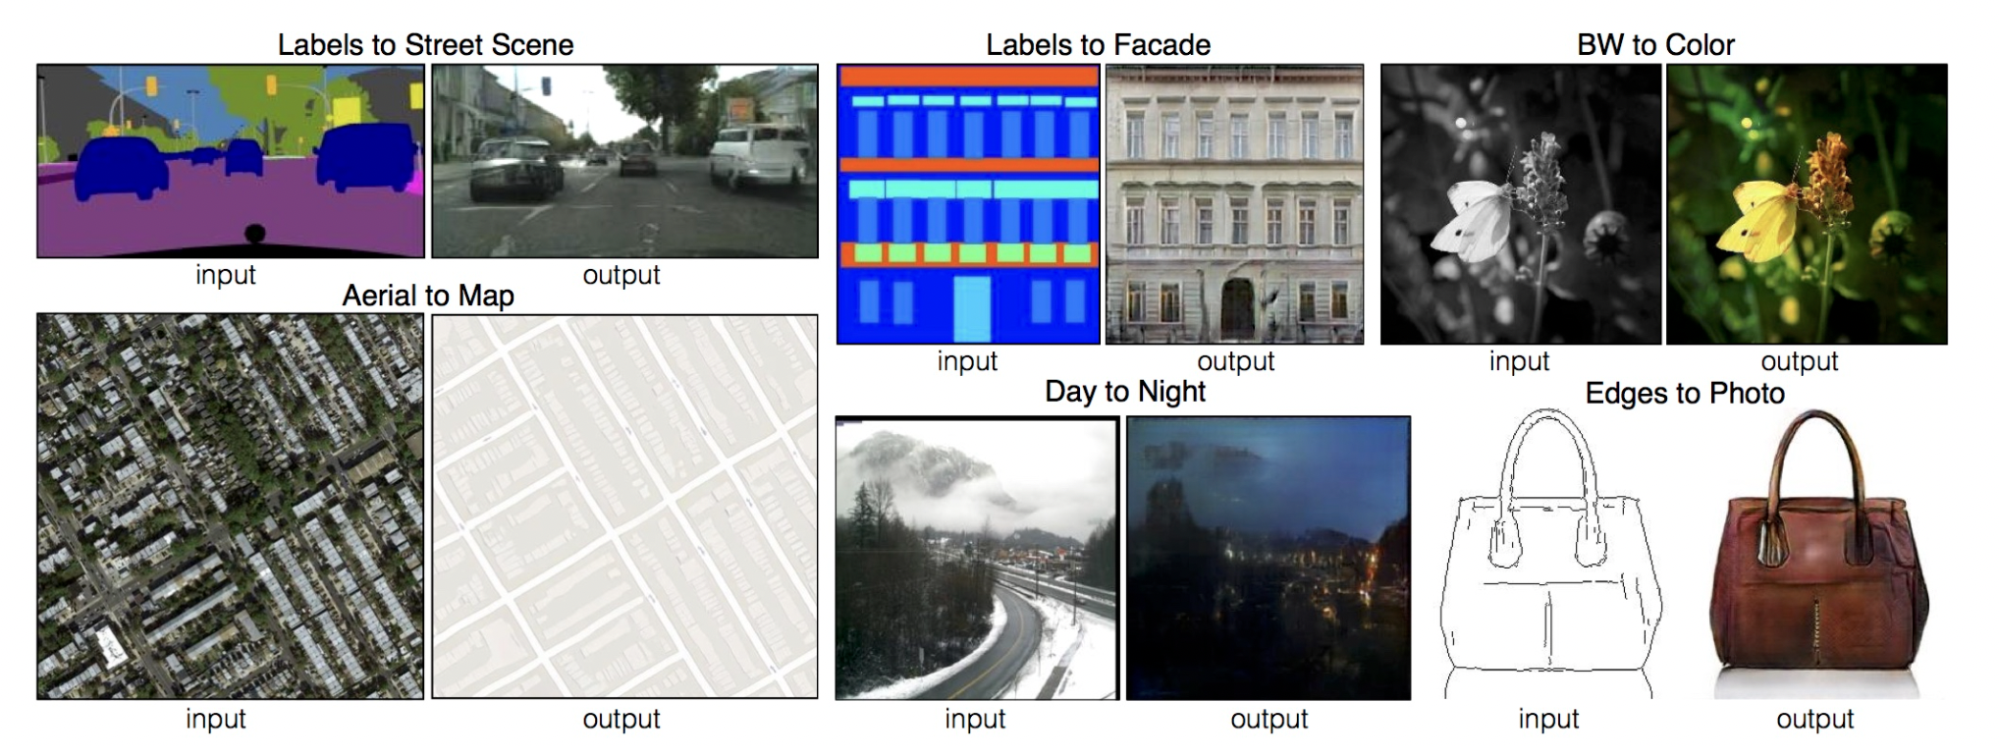 Labels to Street Scene
input
output
Aerial to Map
input
output
Labels to Facade
input
output
Day to Night
input
output
BW to Color
input
output
Edges to Photo
input
output